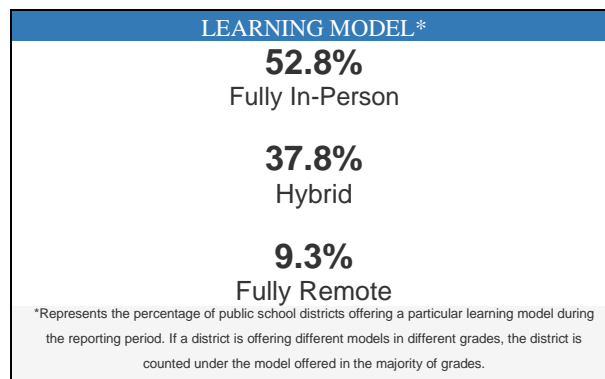 LEARNING MODEL*
52.8%
Fully In-Person
37.8%
Hybrid
9.3%
Fully Remote
*Represents the percentage of public school districts offering a particular learning model during
the reporting period. If a district is offering different models in different grades, the district is
counted under the model offered in the majority of grades.